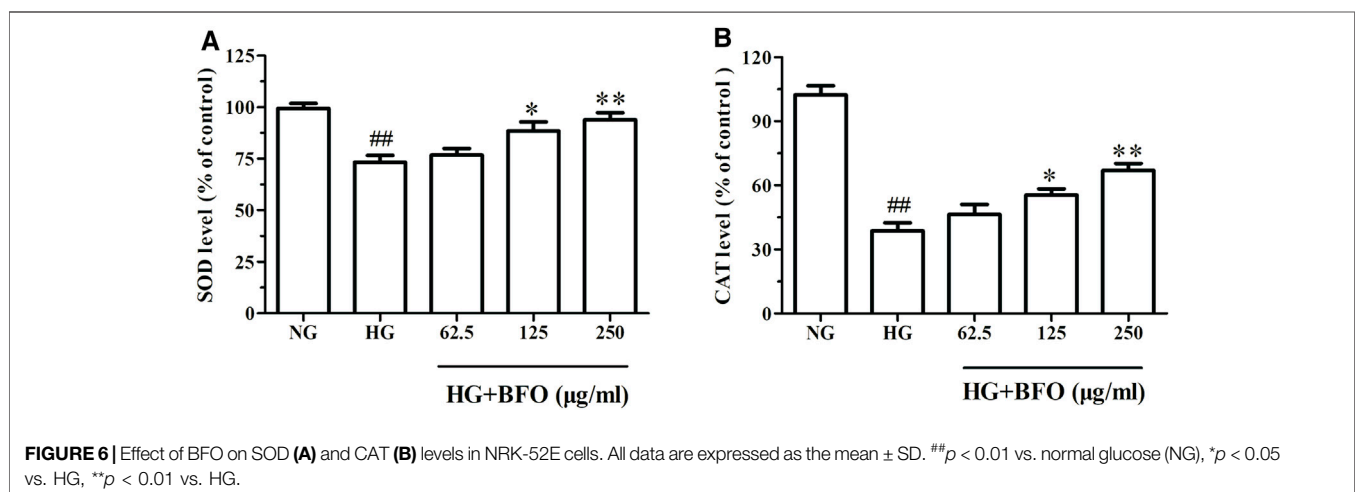 A
SOD level (% of control)
125
100
75
50
25
0
##
*
**
NG HG 62.5 125 250
HG+BFO (μg/ml)
B
CAT level (% of control )
120
90
60
30
0
##
*
**
NG HG 62.5 125 250
HG+BFO (μg/ml)
FIGURE 6 | Effect of BFO on SOD (A) and CAT (B) levels in NRK-52E cells. All data are expressed as the mean ± SD. ##p < 0.01 vs. normal glucose (NG), *p < 0.05
vs. HG, **p < 0.01 vs. HG.